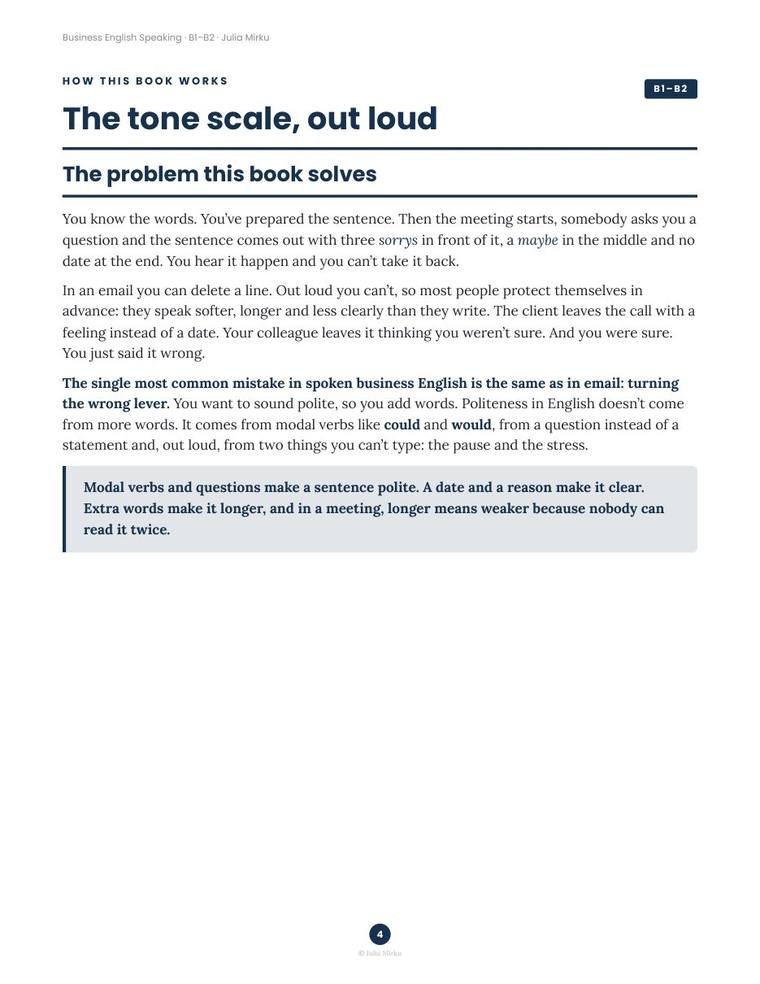 Business English Speaking · B1–B2 · Julia Mirku
HOW THIS BOOK WORKS
B1–B2
The tone scale, out loud
The problem this book solves
You know the words. You’ve prepared the sentence. Then the meeting starts, somebody asks you a
question and the sentence comes out with three sorrys in front of it, a maybe in the middle and no
date at the end. You hear it happen and you can’t take it back.
In an email you can delete a line. Out loud you can’t, so most people protect themselves in
advance: they speak softer, longer and less clearly than they write. The client leaves the call with a
feeling instead of a date. Your colleague leaves it thinking you weren’t sure. And you were sure.
You just said it wrong.
The single most common mistake in spoken business English is the same as in email: turning
the wrong lever. You want to sound polite, so you add words. Politeness in English doesn’t come
from more words. It comes from modal verbs like could and would, from a question instead of a
statement and, out loud, from two things you can’t type: the pause and the stress.
Modal verbs and questions make a sentence polite. A date and a reason make it clear.
Extra words make it longer, and in a meeting, longer means weaker because nobody can
read it twice.
4
© Julia Mirku